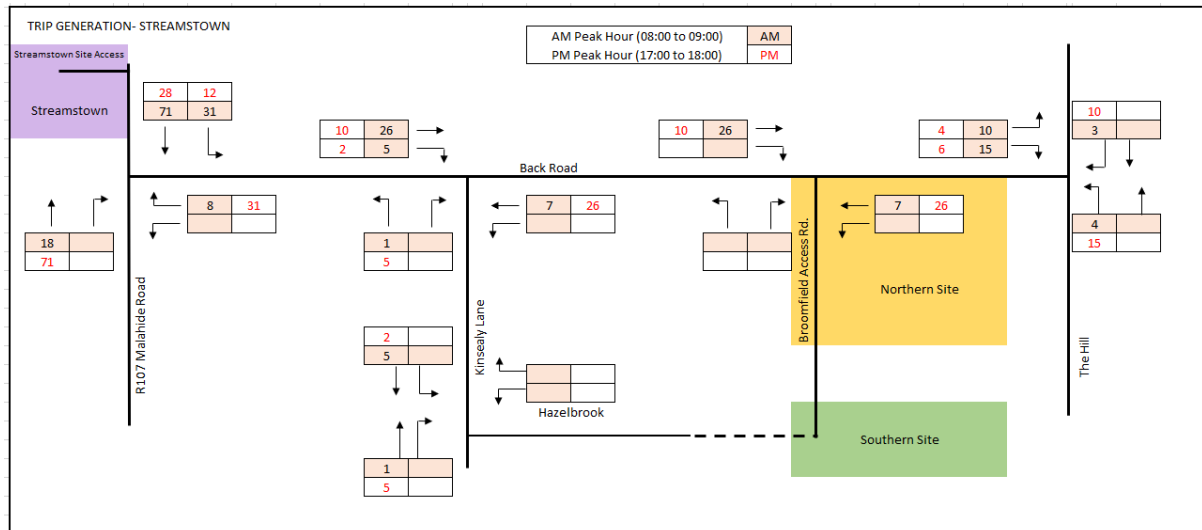 TRIP GENERATION- STREAMSTOWN
AM Peak Hour (08:00 to 09:00) AM
PM Peak Hour (17:00 to 18:00) PM
Streamstown Site Access
Streamstown
28 12
71 31
10 26
2 5
10 26
4 10
6 15
10
3
Back Road
8 31
7 26
7 26
18
71
1
5
4
15
R107 Malahide Road
Kinsealy Lane
Broomfield Access Rd.
Northern Site
The Hill
2
5
Hazelbrook
Southern Site
1
5